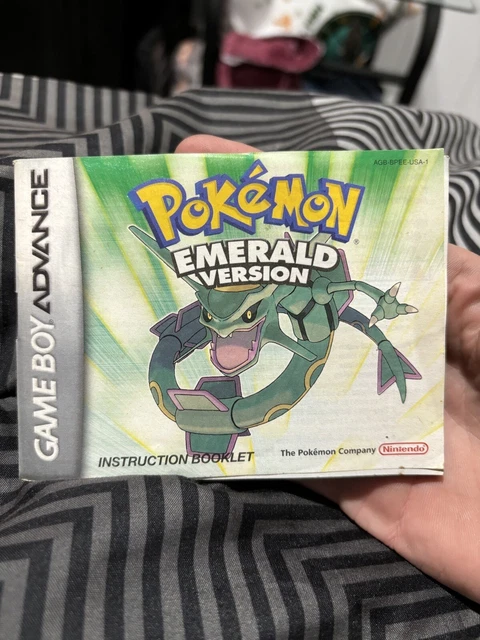 AGB-BPEE-USA-1
GAME BOY ADVANCE
POKéMON
EMERALD
VERSION
®
INSTRUCTION BOOKLET
The Pokémon Company Nintendo